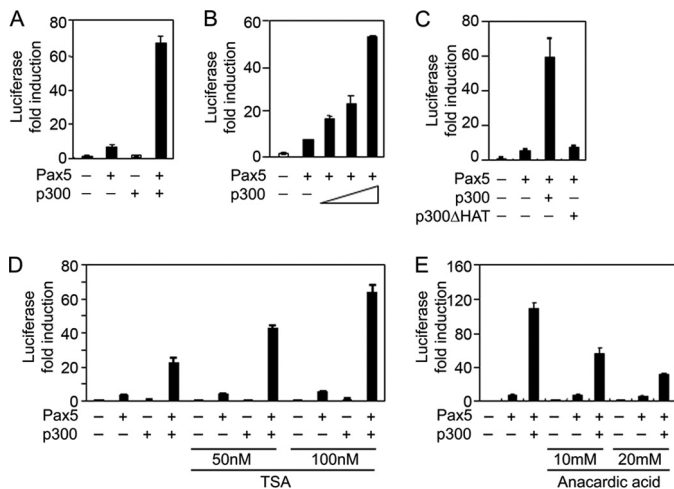 A
Luciferase
fold induction
80
60
40
20
0
Pax5 – + – +
p300 – – + +
B
Luciferase
fold induction
60
40
20
0
Pax5 – + + + +
p300 – –
C
Luciferase
fold induction
80
60
40
20
0
Pax5 – + + +
p300 – – + –
p300ΔHAT – – – +
D
Luciferase
fold induction
80
60
40
20
0
Pax5 – + – + – + – + – + – +
p300 – – + + – – + + – – + +
50nM 100nM
TSA
E
Luciferase
fold induction
160
120
80
40
0
Pax5 – + + – + + – + +
p300 – – + – – + – – +
10mM 20mM
Anacardic acid